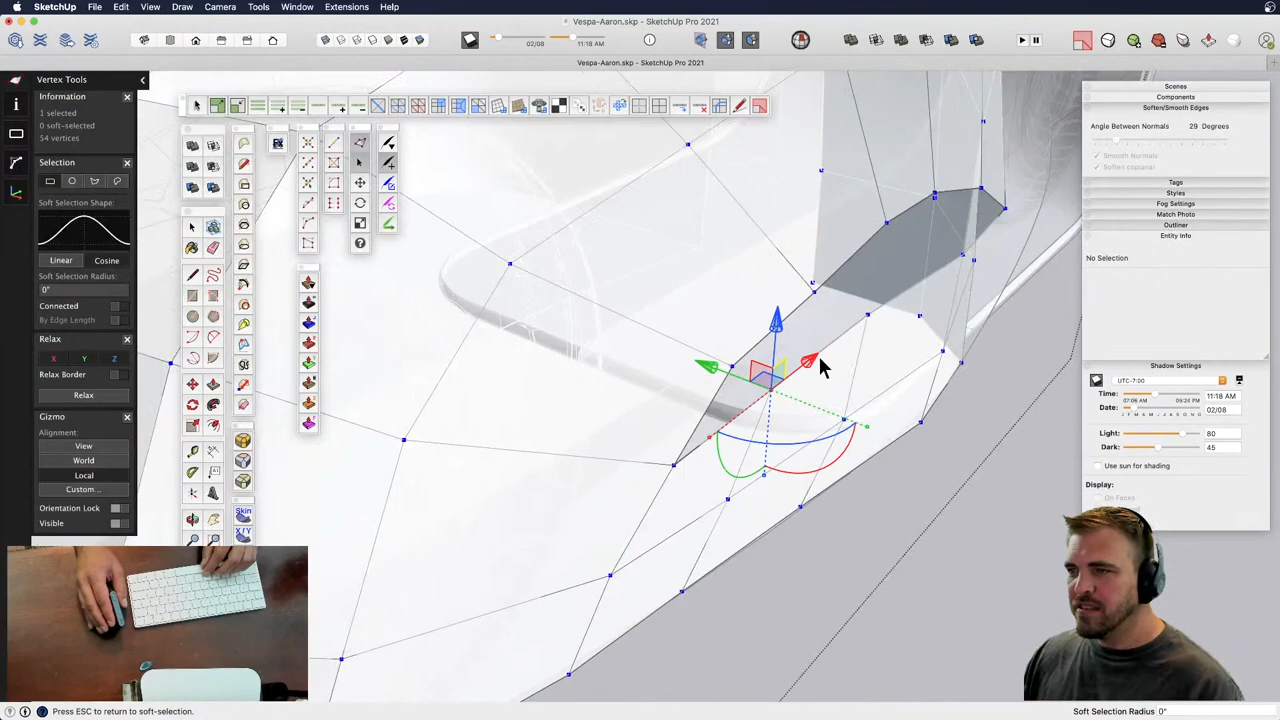 SketchUp File Edit View Camera Draw Tools Window Extensions Help
Vespa-Aaron.skp - SketchUp Pro 2021
02/08
11:18 AM
Vespa-Aaron.skp - SketchUp Pro 2021
Vertex Tools
Information
1 selected
0 soft-selected
54 vertices
Selection
Soft Selection Shape:
Linear Cosine
Soft Selection Radius:
0"
Connected
By Edge Length
Relax
X Y Z
Relax Border
Relax
Gizmo
Alignment:
View
World
Local
Custom...
Orientation Lock
Visible
Skin
X/Y
Scenes
Components
Soften/Smooth Edges
Angle Between Normals 29 Degrees
Smooth Normals
Soften coplanar
Tags
Styles
Fog Settings
Match Photo
Outliner
Entity Info
No Selection
Shadow Settings
UTC-7:00
Time: 11:18 AM
07:06 AM 05:24 PM
Date: 02/08
J F M A M J J A S O N D
Light: 80
Dark: 45
Use sun for shading
Display:
On Faces
Press ESC to return to soft-selection.
Soft Selection Radius 0"